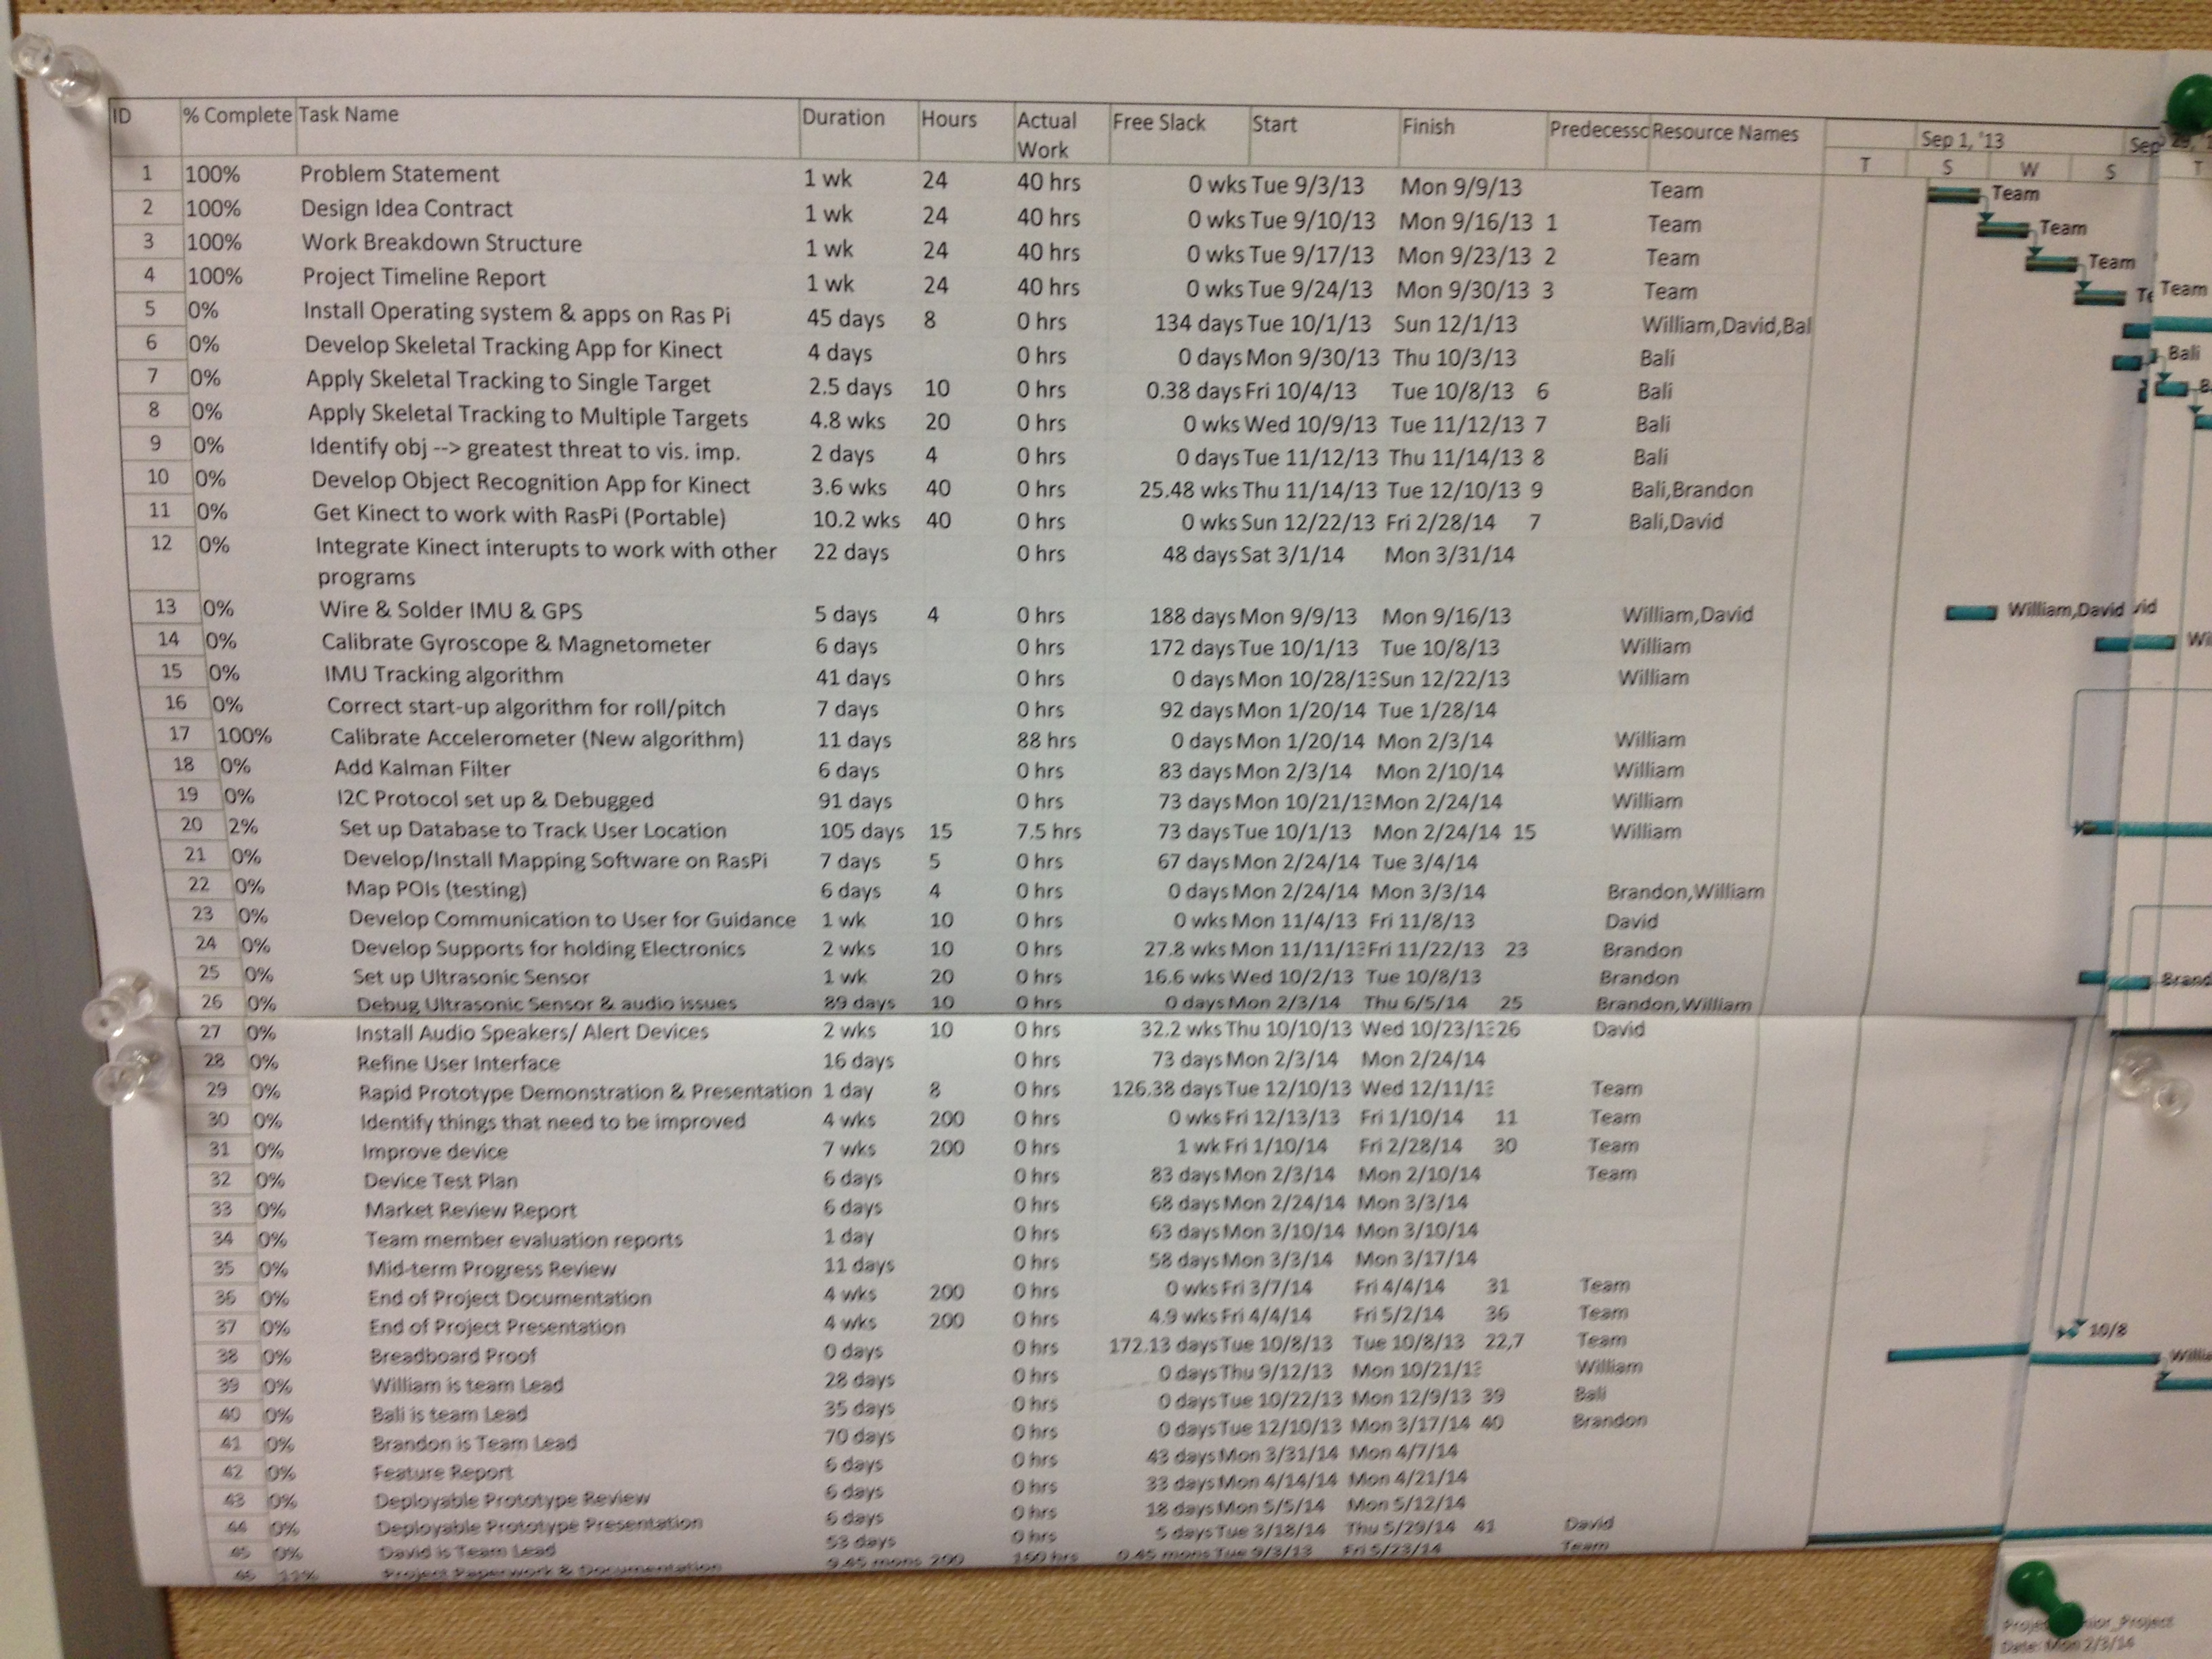 ID % Complete Task Name Duration Hours Actual Work Free Slack Start Finish Predecessc Resource Names Sep 1, '13 Sep
T S W S T
1 100% Problem Statement 1 wk 24 40 hrs 0 wks Tue 9/3/13 Mon 9/9/13 Team Team
2 100% Design Idea Contract 1 wk 24 40 hrs 0 wks Tue 9/10/13 Mon 9/16/13 1 Team Team
3 100% Work Breakdown Structure 1 wk 24 40 hrs 0 wks Tue 9/17/13 Mon 9/23/13 2 Team Team
4 100% Project Timeline Report 1 wk 24 40 hrs 0 wks Tue 9/24/13 Mon 9/30/13 3 Team Te Team
5 0% Install Operating system & apps on Ras Pi 45 days 8 0 hrs 134 days Tue 10/1/13 Sun 12/1/13 William,David,Bal
6 0% Develop Skeletal Tracking App for Kinect 4 days 0 hrs 0 days Mon 9/30/13 Thu 10/3/13 Bali Bali
7 0% Apply Skeletal Tracking to Single Target 2.5 days 10 0 hrs 0.38 days Fri 10/4/13 Tue 10/8/13 6 Bali B
8 0% Apply Skeletal Tracking to Multiple Targets 4.8 wks 20 0 hrs 0 wks Wed 10/9/13 Tue 11/12/13 7 Bali
9 0% Identify obj --> greatest threat to vis. imp. 2 days 4 0 hrs 0 days Tue 11/12/13 Thu 11/14/13 8 Bali
10 0% Develop Object Recognition App for Kinect 3.6 wks 40 0 hrs 25.48 wks Thu 11/14/13 Tue 12/10/13 9 Bali,Brandon
11 0% Get Kinect to work with RasPi (Portable) 10.2 wks 40 0 hrs 0 wks Sun 12/22/13 Fri 2/28/14 7 Bali,David
12 0% Integrate Kinect interupts to work with other 22 days 0 hrs 48 days Sat 3/1/14 Mon 3/31/14
programs
13 0% Wire & Solder IMU & GPS 5 days 4 0 hrs 188 days Mon 9/9/13 Mon 9/16/13 William,David William,David vid
14 0% Calibrate Gyroscope & Magnetometer 6 days 0 hrs 172 days Tue 10/1/13 Tue 10/8/13 William Wi
15 0% IMU Tracking algorithm 41 days 0 hrs 0 days Mon 10/28/13 Sun 12/22/13 William
16 0% Correct start-up algorithm for roll/pitch 7 days 0 hrs 92 days Mon 1/20/14 Tue 1/28/14
17 100% Calibrate Accelerometer (New algorithm) 11 days 88 hrs 0 days Mon 1/20/14 Mon 2/3/14 William
18 0% Add Kalman Filter 6 days 0 hrs 83 days Mon 2/3/14 Mon 2/10/14 William
19 0% I2C Protocol set up & Debugged 91 days 0 hrs 73 days Mon 10/21/13 Mon 2/24/14 William
20 2% Set up Database to Track User Location 105 days 15 7.5 hrs 73 days Tue 10/1/13 Mon 2/24/14 15 William
21 0% Develop/Install Mapping Software on RasPi 7 days 5 0 hrs 67 days Mon 2/24/14 Tue 3/4/14
22 0% Map POIs (testing) 6 days 4 0 hrs 0 days Mon 2/24/14 Mon 3/3/14 Brandon,William
23 0% Develop Communication to User for Guidance 1 wk 10 0 hrs 0 wks Mon 11/4/13 Fri 11/8/13 David
24 0% Develop Supports for holding Electronics 2 wks 10 0 hrs 27.8 wks Mon 11/11/13 Fri 11/22/13 23 Brandon
25 0% Set up Ultrasonic Sensor 1 wk 20 0 hrs 16.6 wks Wed 10/2/13 Tue 10/8/13 Brandon Brand
26 0% Debug Ultrasonic Sensor & audio issues 89 days 10 0 hrs 0 days Mon 2/3/14 Thu 6/5/14 25 Brandon,William
27 0% Install Audio Speakers/ Alert Devices 2 wks 10 0 hrs 32.2 wks Thu 10/10/13 Wed 10/23/13 26 David
28 0% Refine User Interface 16 days 0 hrs 73 days Mon 2/3/14 Mon 2/24/14
29 0% Rapid Prototype Demonstration & Presentation 1 day 8 0 hrs 126.38 days Tue 12/10/13 Wed 12/11/13 Team
30 0% Identify things that need to be improved 4 wks 200 0 hrs 0 wks Fri 12/13/13 Fri 1/10/14 11 Team
31 0% Improve device 7 wks 200 0 hrs 1 wk Fri 1/10/14 Fri 2/28/14 30 Team
32 0% Device Test Plan 6 days 0 hrs 83 days Mon 2/3/14 Mon 2/10/14 Team
33 0% Market Review Report 6 days 0 hrs 68 days Mon 2/24/14 Mon 3/3/14
34 0% Team member evaluation reports 1 day 0 hrs 63 days Mon 3/10/14 Mon 3/10/14
35 0% Mid-term Progress Review 11 days 0 hrs 58 days Mon 3/3/14 Mon 3/17/14
36 0% End of Project Documentation 4 wks 200 0 hrs 0 wks Fri 3/7/14 Fri 4/4/14 31 Team
37 0% End of Project Presentation 4 wks 200 0 hrs 4.9 wks Fri 4/4/14 Fri 5/2/14 36 Team
38 0% Breadboard Proof 0 days 0 hrs 172.13 days Tue 10/8/13 Tue 10/8/13 22,7 Team 10/8
39 0% William is team Lead 28 days 0 hrs 0 days Thu 9/12/13 Mon 10/21/13 William Willia
40 0% Bali is team Lead 35 days 0 hrs 0 days Tue 10/22/13 Mon 12/9/13 39 Bali
41 0% Brandon is Team Lead 70 days 0 hrs 0 days Tue 12/10/13 Mon 3/17/14 40 Brandon
42 0% Feature Report 6 days 0 hrs 43 days Mon 3/31/14 Mon 4/7/14
43 0% Deployable Prototype Review 6 days 0 hrs 33 days Mon 4/14/14 Mon 4/21/14
44 0% Deployable Prototype Presentation 6 days 0 hrs 18 days Mon 5/5/14 Mon 5/12/14
45 0% David is Team Lead 53 days 0 hrs 5 days Tue 3/18/14 Thu 5/29/14 41 David
46 11% Project Paperwork & Documentation 9.45 mons 200 160 hrs 0.45 mons Tue 9/3/13 Fri 5/23/14 Team
Date: Mon 2/3/14